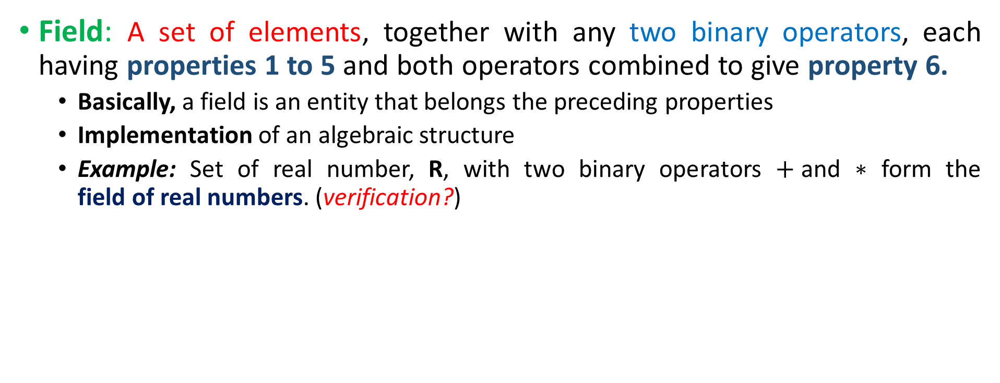 • Field: A set of elements, together with any two binary operators, each
having properties 1 to 5 and both operators combined to give property 6.
• Basically, a field is an entity that belongs the preceding properties
• Implementation of an algebraic structure
• Example: Set of real number, R, with two binary operators + and ∗ form the
field of real numbers. (verification?)